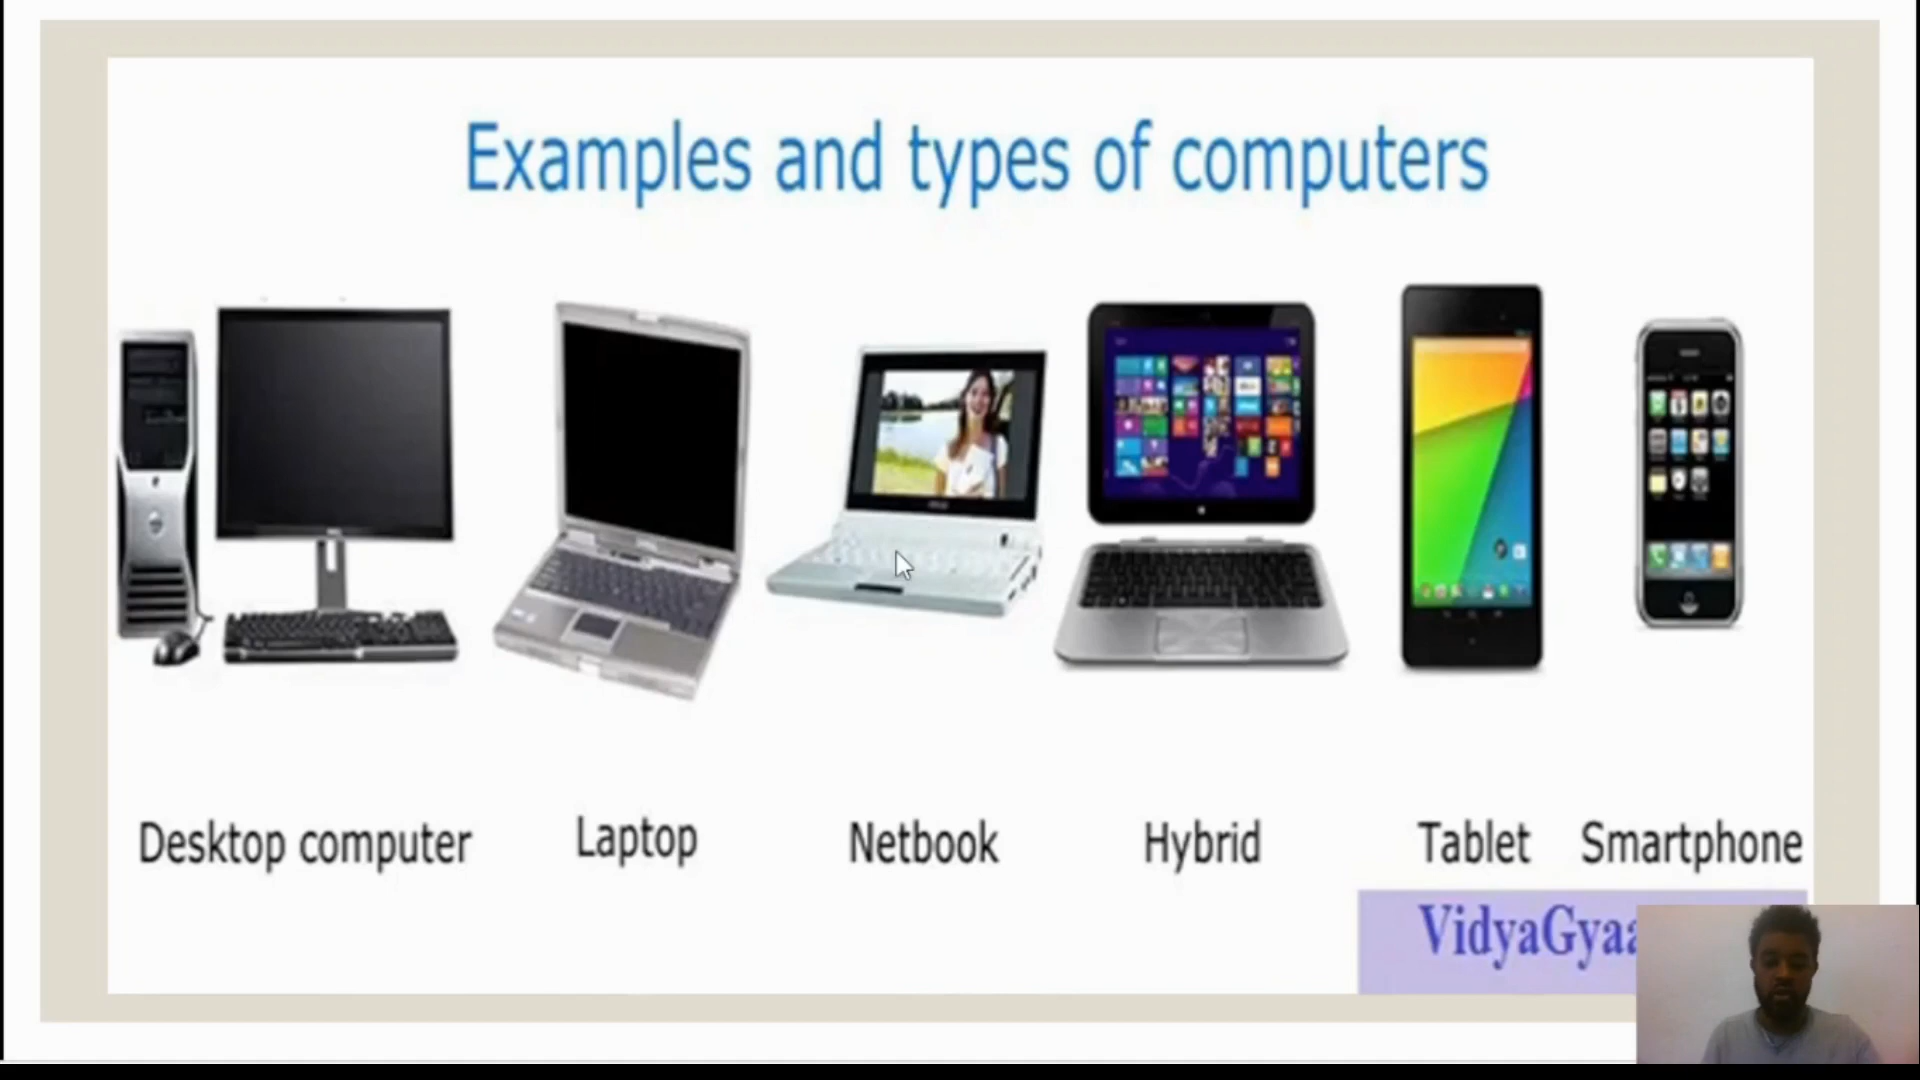 Examples and types of computers
Desktop computer
Laptop
Netbook
Hybrid
Tablet
Smartphone